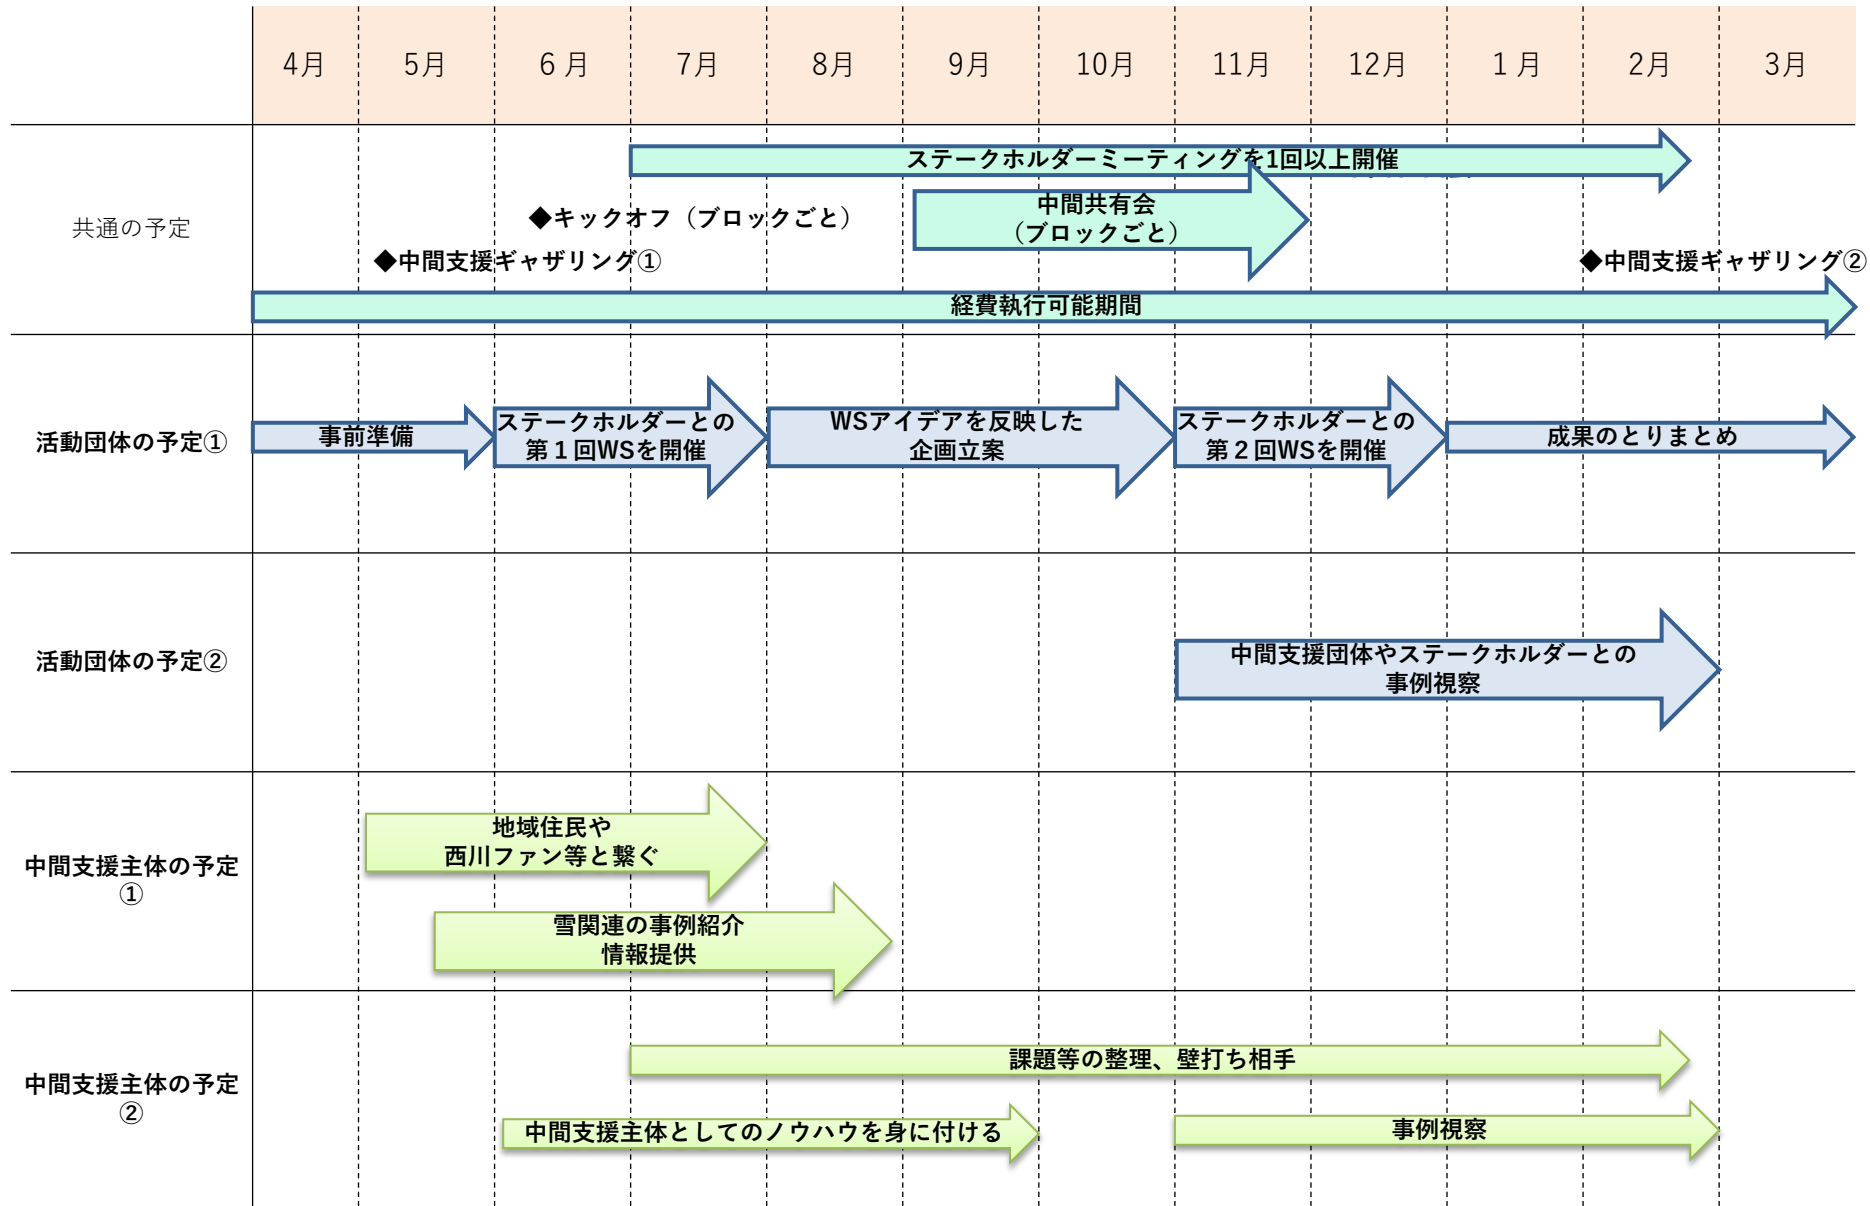 4月
5月
６月
7月
8月
9月
10月
11月
12月
１月
2月
3月
共通の予定
ステークホルダーミーティングを1回以上開催
中間共有会
（ブロックごと）
◆キックオフ（ブロックごと）
◆中間支援ギャザリング①
◆中間支援ギャザリング②
経費執行可能期間
活動団体の予定①
事前準備
ステークホルダーとの
第１回WSを開催
WSアイデアを反映した
企画立案
ステークホルダーとの
第２回WSを開催
成果のとりまとめ
活動団体の予定②
中間支援団体やステークホルダーとの
事例視察
中間支援主体の予定
①
地域住民や
西川ファン等と繋ぐ
雪関連の事例紹介
情報提供
中間支援主体の予定
②
課題等の整理、壁打ち相手
中間支援主体としてのノウハウを身に付ける
事例視察